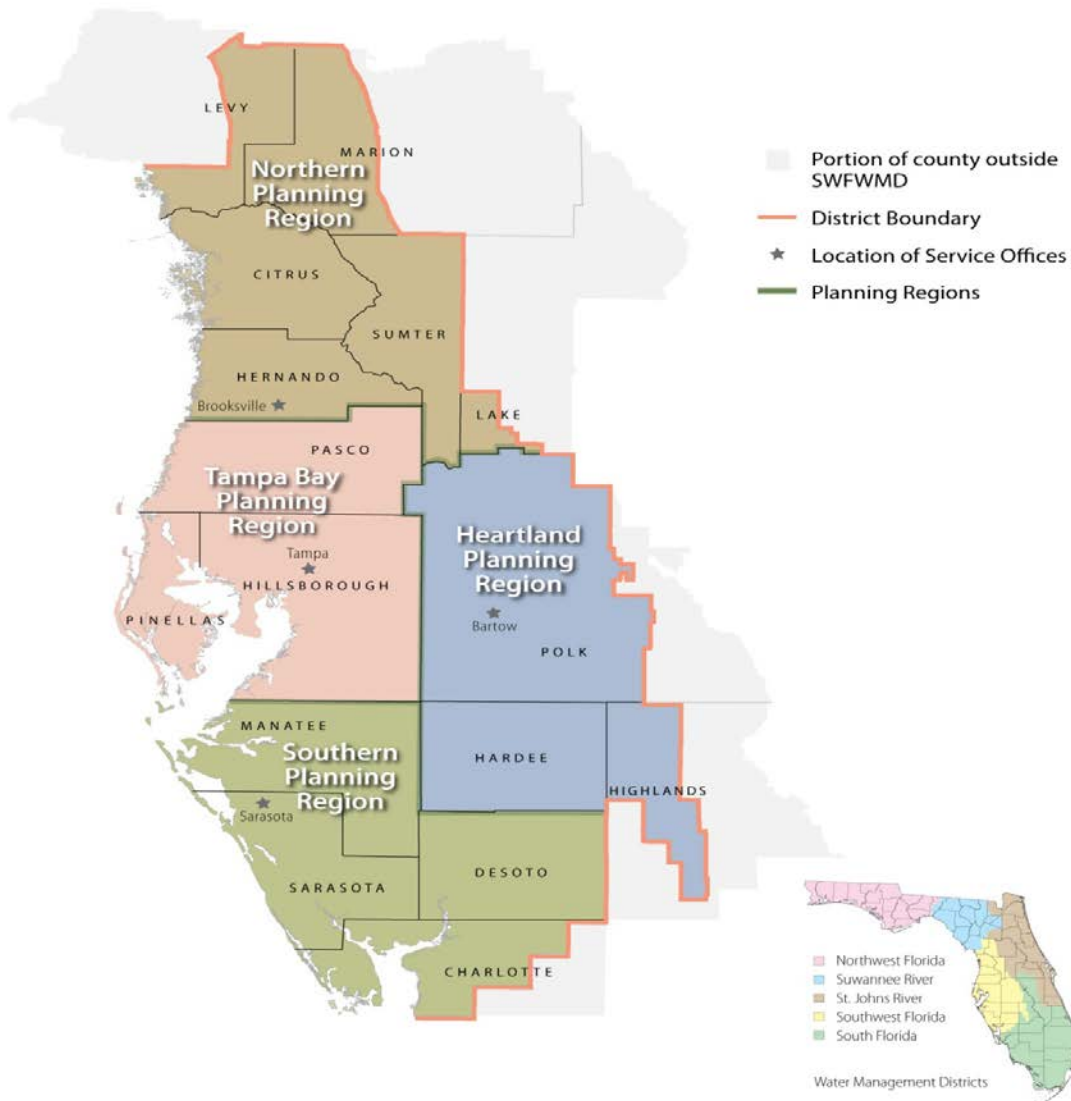 LEVY
MARION
Northern
Planning
Region
CITRUS
SUMTER
HERNANDO
Brooksville
LAKE
PASCO
Tampa Bay
Planning
Region
Tampa
HILLSBOROUGH
PINELLAS
Heartland
Planning
Region
Bartow
POLK
MANATEE
Southern
Planning
Region
HARDEE
HIGHLANDS
Sarasota
SARASOTA
DESOTO
CHARLOTTE
Portion of county outside
SWFWMD
District Boundary
Location of Service Offices
Planning Regions
Northwest Florida
Suwannee River
St. Johns River
Southwest Florida
South Florida
Water Management Districts